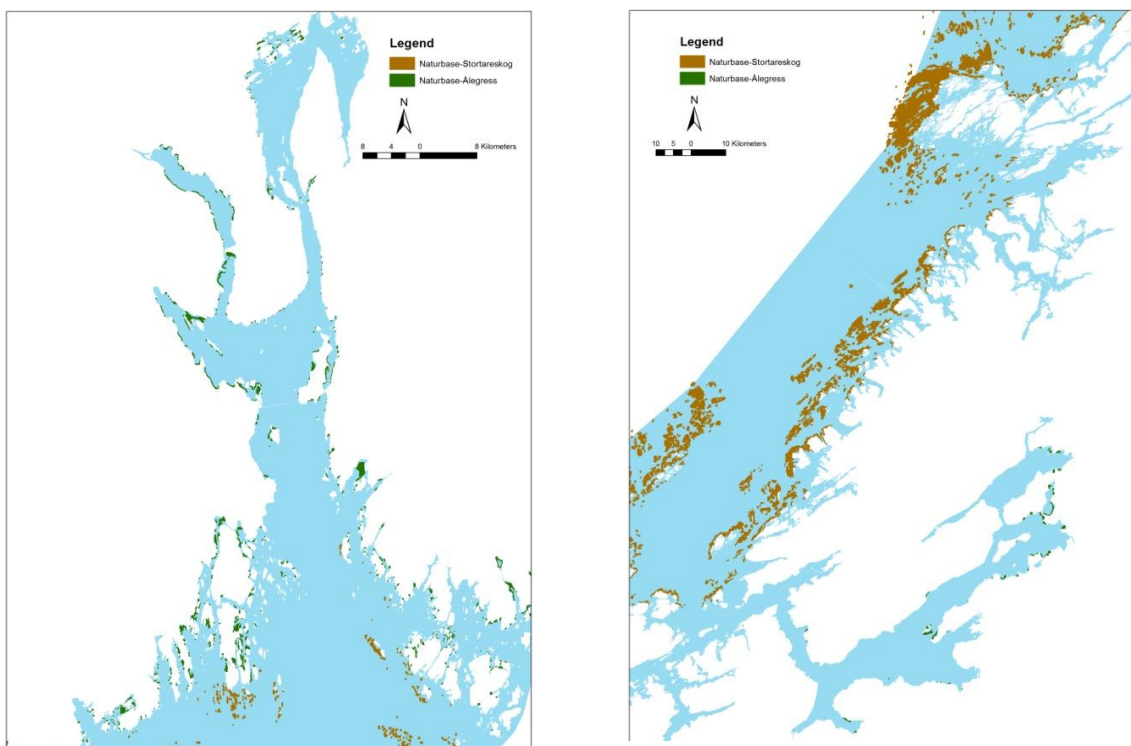 Legend
Naturbase-Stortareskog
Naturbase-Ålegress
N
8 4 0 8 Kilometers
Legend
Naturbase-Stortareskog
Naturbase-Ålegress
N
10 5 0 10 Kilometers